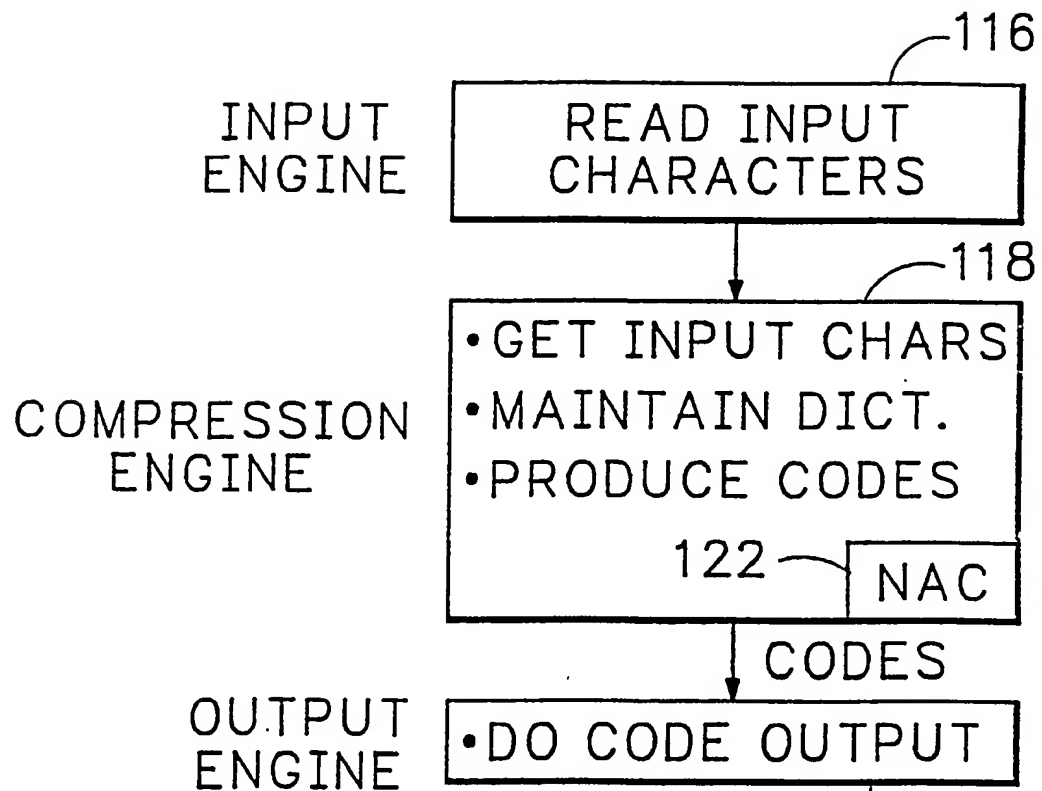 116
INPUT
ENGINE
READ INPUT
CHARACTERS
118
COMPRESSION
ENGINE
•GET INPUT CHARS
•MAINTAIN DICT.
•PRODUCE CODES
122
NAC
CODES
OUTPUT
ENGINE
•DO CODE OUTPUT